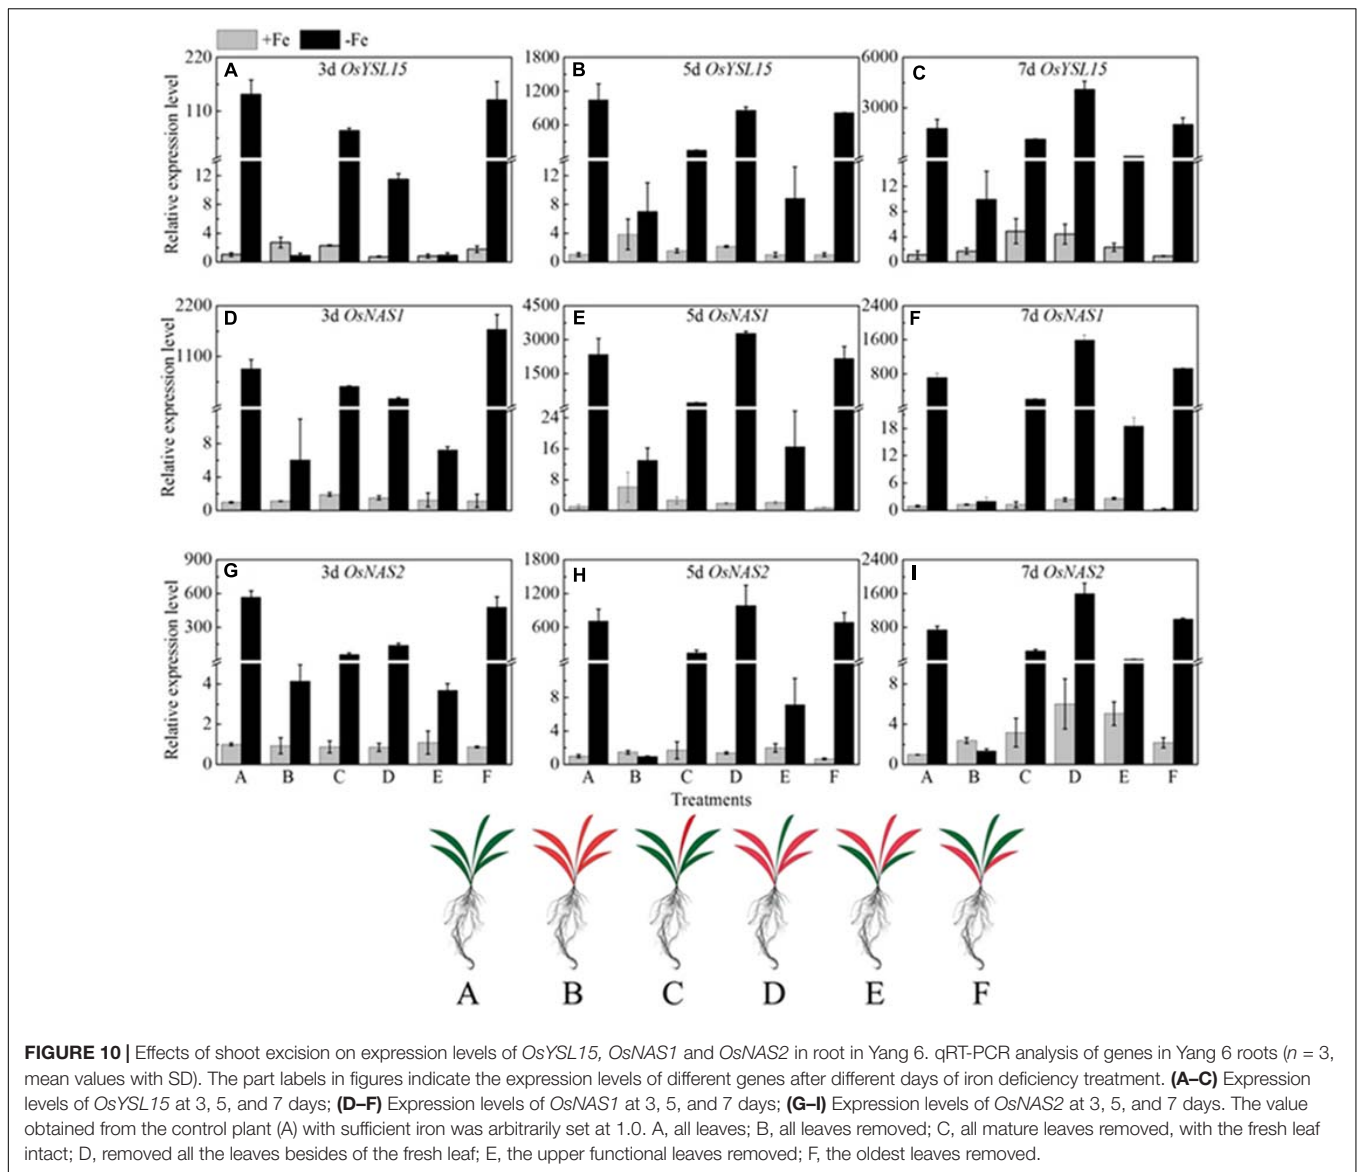 +Fe -Fe
A 3d OsYSL15
B 5d OsYSL15
C 7d OsYSL15
Relative expression level
220
110
12
8
4
0
1800
1200
600
12
8
4
0
6000
3000
12
8
4
0
D 3d OsNAS1
E 5d OsNAS1
F 7d OsNAS1
Relative expression level
2200
1100
8
4
0
4500
3000
1500
24
16
8
0
2400
1600
800
18
12
6
0
G 3d OsNAS2
H 5d OsNAS2
I 7d OsNAS2
Relative expression level
900
600
300
4
2
0
1800
1200
600
8
4
0
2400
1600
800
8
4
0
A B C D E F A B C D E F A B C D E F
Treatments
A B C D E F
FIGURE 10 | Effects of shoot excision on expression levels of OsYSL15, OsNAS1 and OsNAS2 in root in Yang 6. qRT-PCR analysis of genes in Yang 6 roots (n = 3,
mean values with SD). The part labels in figures indicate the expression levels of different genes after different days of iron deficiency treatment. (A–C) Expression
levels of OsYSL15 at 3, 5, and 7 days; (D–F) Expression levels of OsNAS1 at 3, 5, and 7 days; (G–I) Expression levels of OsNAS2 at 3, 5, and 7 days. The value
obtained from the control plant (A) with sufficient iron was arbitrarily set at 1.0. A, all leaves; B, all leaves removed; C, all mature leaves removed, with the fresh leaf
intact; D, removed all the leaves besides of the fresh leaf; E, the upper functional leaves removed; F, the oldest leaves removed.